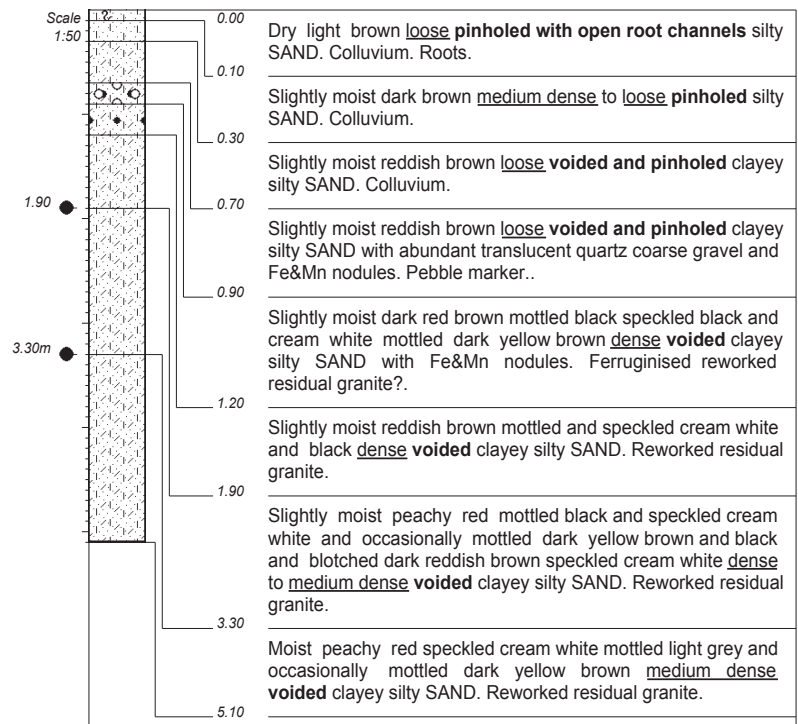 Scale
1:50
0.00
Dry light brown loose pinholed with open root channels silty
SAND. Colluvium. Roots.
0.10
Slightly moist dark brown medium dense to loose pinholed silty
SAND. Colluvium.
0.30
Slightly moist reddish brown loose voided and pinholed clayey
silty SAND. Colluvium.
0.70
1.90
Slightly moist reddish brown loose voided and pinholed clayey
silty SAND with abundant translucent quartz coarse gravel and
Fe&Mn nodules. Pebble marker..
0.90
3.30m
Slightly moist dark red brown mottled black speckled black and
cream white mottled dark yellow brown dense voided clayey
silty SAND with Fe&Mn nodules. Ferruginised reworked
residual granite?.
1.20
Slightly moist reddish brown mottled and speckled cream white
and black dense voided clayey silty SAND. Reworked residual
granite.
1.90
Slightly moist peachy red mottled black and speckled cream
white and occasionally mottled dark yellow brown and black
and blotched dark reddish brown speckled cream white dense
to medium dense voided clayey silty SAND. Reworked residual
granite.
3.30
Moist peachy red speckled cream white mottled light grey and
occasionally mottled dark yellow brown medium dense
voided clayey silty SAND. Reworked residual granite.
5.10